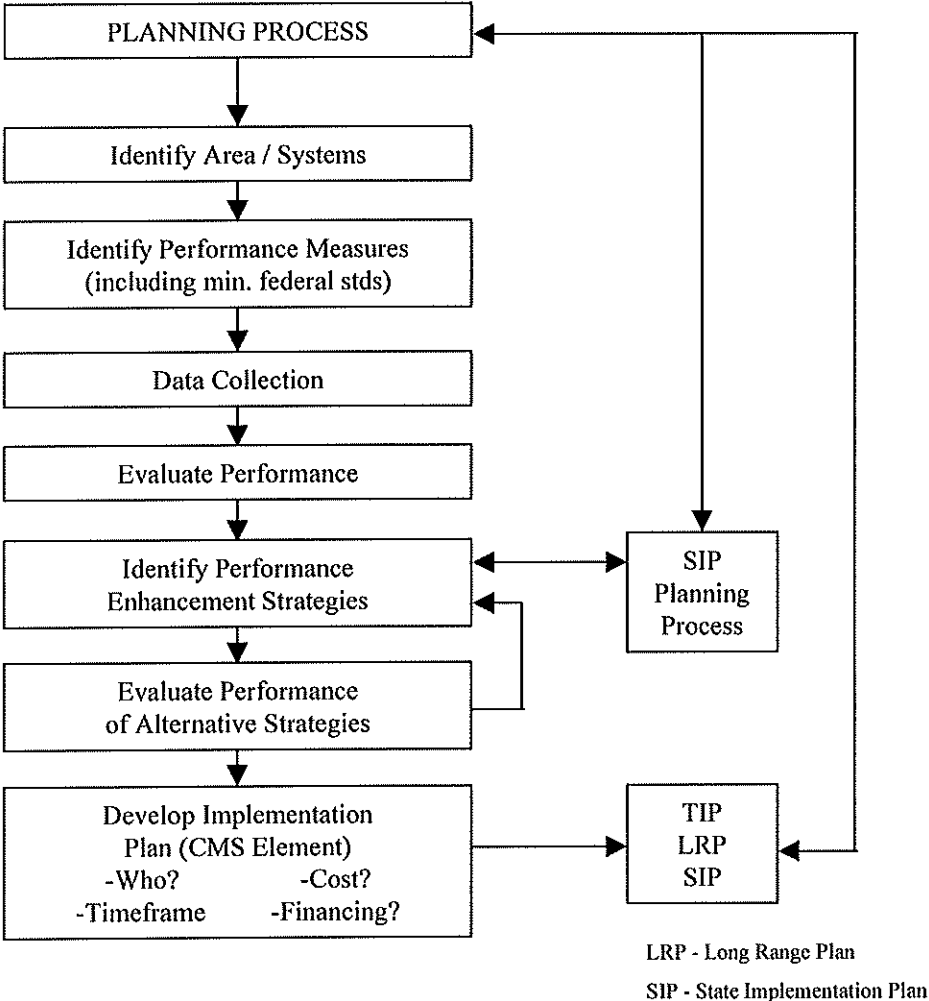 PLANNING PROCESS
Identify Area / Systems
Identify Performance Measures
(including min. federal stds)
Data Collection
Evaluate Performance
Identify Performance
Enhancement Strategies
SIP
Planning
Process
Evaluate Performance
of Alternative Strategies
Develop Implementation
Plan (CMS Element)
-Who? -Cost?
-Timeframe -Financing?
TIP
LRP
SIP
LRP - Long Range Plan
SIP - State Implementation Plan